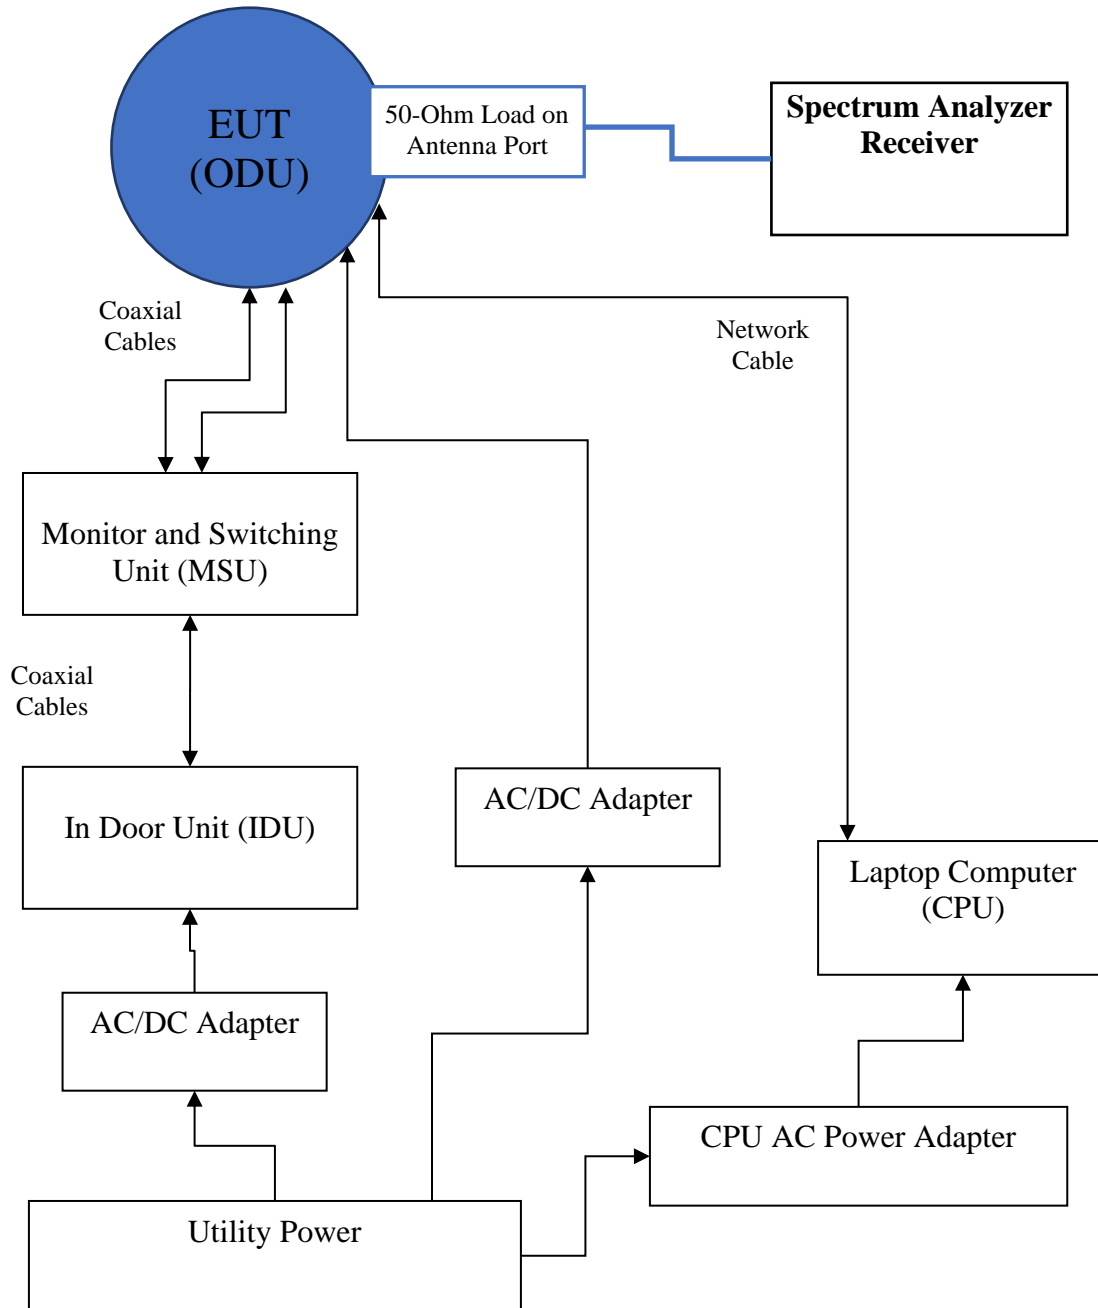 EUT
(ODU)
50-Ohm Load on
Antenna Port
Spectrum Analyzer
Receiver
Coaxial
Cables
Network
Cable
Monitor and Switching
Unit (MSU)
Coaxial
Cables
In Door Unit (IDU)
AC/DC Adapter
Laptop Computer
(CPU)
AC/DC Adapter
CPU AC Power Adapter
Utility Power